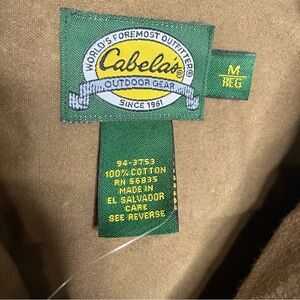 WORLD'S FOREMOST OUTFITTER®
Cabela's®
OUTDOOR GEAR
SINCE 1961
M
REG
94-3753
100% COTTON
RN 56835
MADE IN
EL SALVADOR
CARE
SEE REVERSE